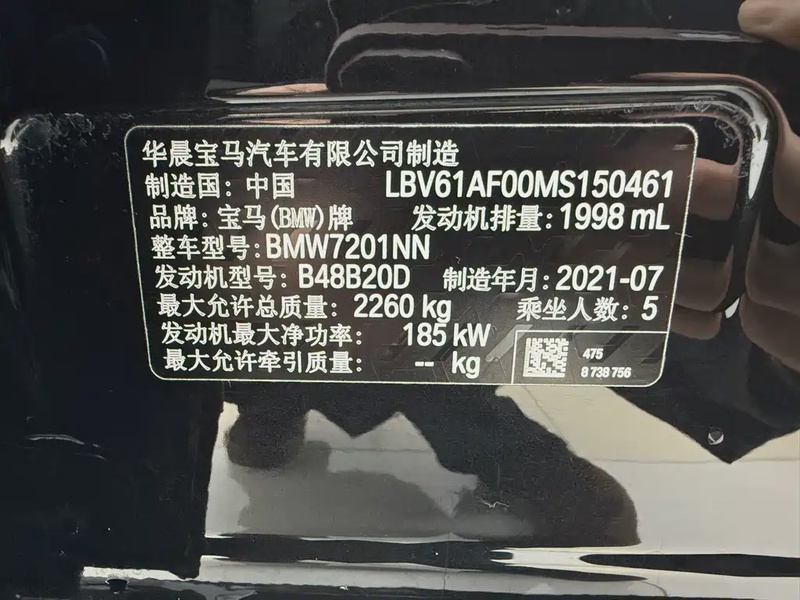 华晨宝马汽车有限公司制造
制造国: 中国 LBV61AF00MS150461
品牌: 宝马(BMW)牌 发动机排量: 1998 mL
整车型号: BMW7201NN
发动机型号: B48B20D 制造年月: 2021-07
最大允许总质量: 2260 kg 乘坐人数: 5
发动机最大净功率: 185 kW
最大允许牵引质量: -- kg
475
8 738 756